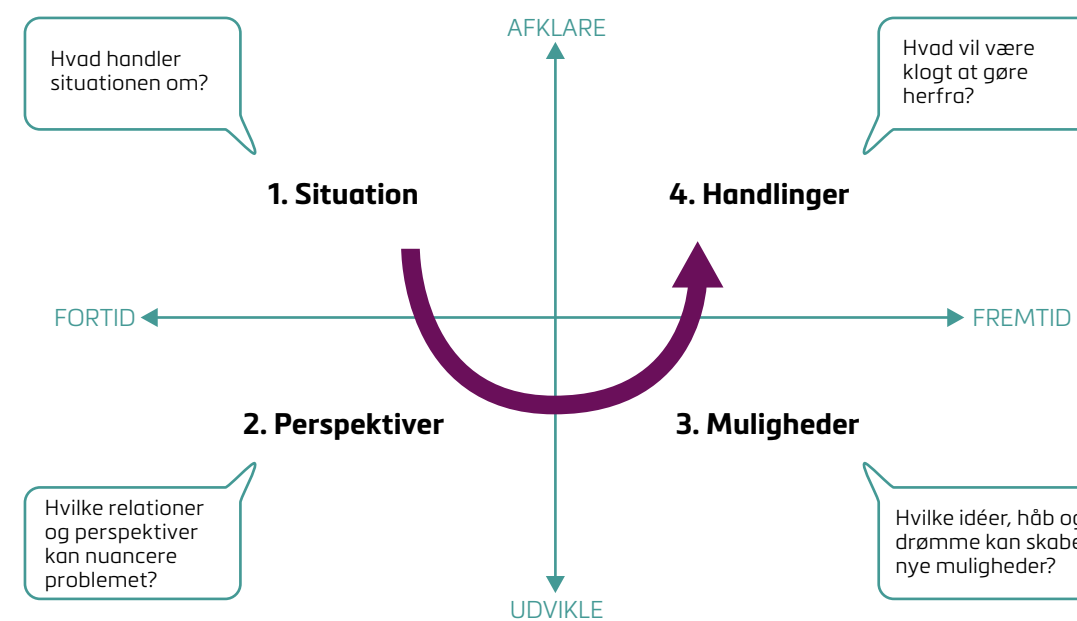 AFKLARE
Hvad handler
situationen om?
Hvad vil være
klogt at gøre
herfra?
1. Situation
4. Handlinger
FORTID
FREMTID
2. Perspektiver
3. Muligheder
Hvilke relationer
og perspektiver
kan nuancere
problemet?
Hvilke idéer, håb og
drømme kan skabe
nye muligheder?
UDVIKLE